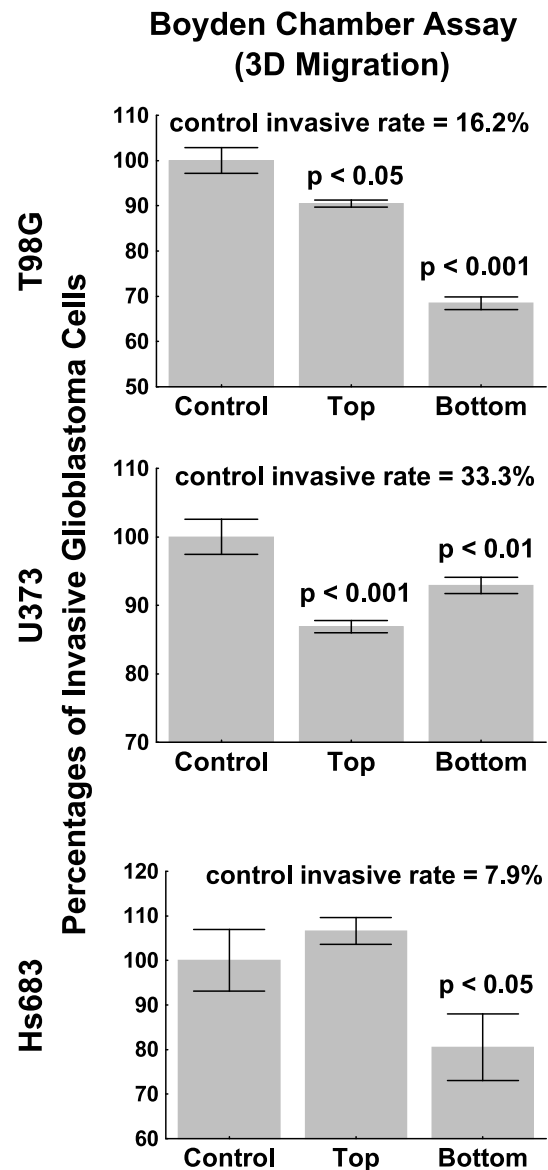 Boyden Chamber Assay
(3D Migration)
Percentages of Invasive Glioblastoma Cells
T98G
control invasive rate = 16.2%
p < 0.05
p < 0.001
110
100
90
80
70
60
50
Control Top Bottom
U373
control invasive rate = 33.3%
p < 0.01
p < 0.001
110
100
90
80
70
Control Top Bottom
Hs683
control invasive rate = 7.9%
p < 0.05
120
110
100
90
80
70
60
Control Top Bottom